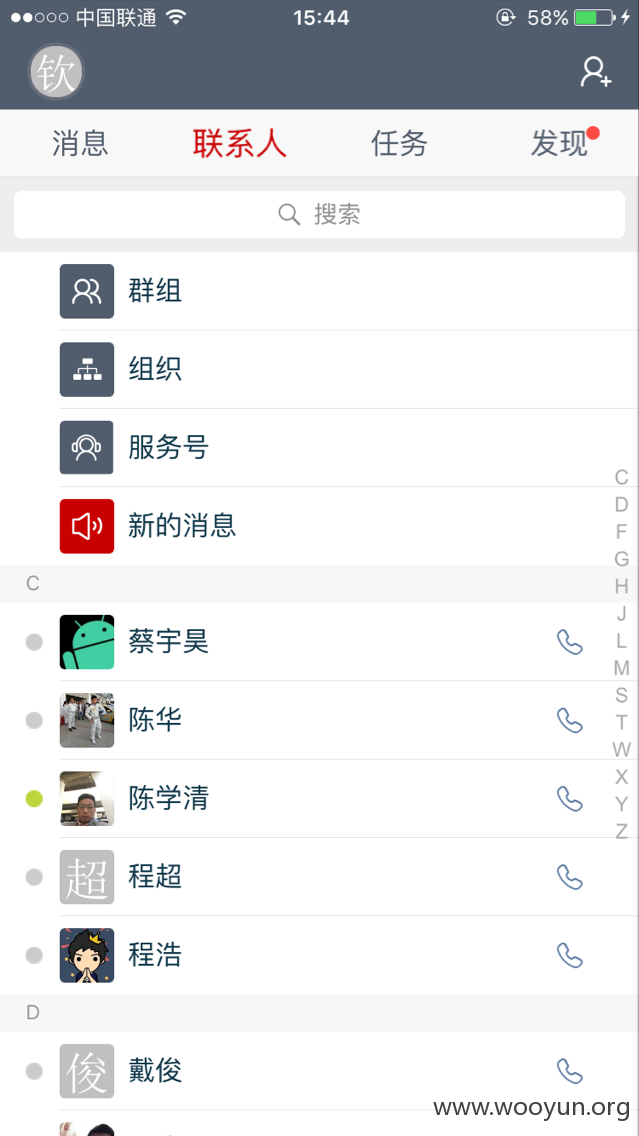 中国联通 15:44 58%
钦
消息 联系人 任务 发现
搜索
群组
组织
服务号
新的消息
C
蔡宇昊
陈华
陈学清
超 程超
程浩
D
俊 戴俊
C
D
F
G
H
J
L
M
S
T
W
X
Y
Z
www.wooyun.org